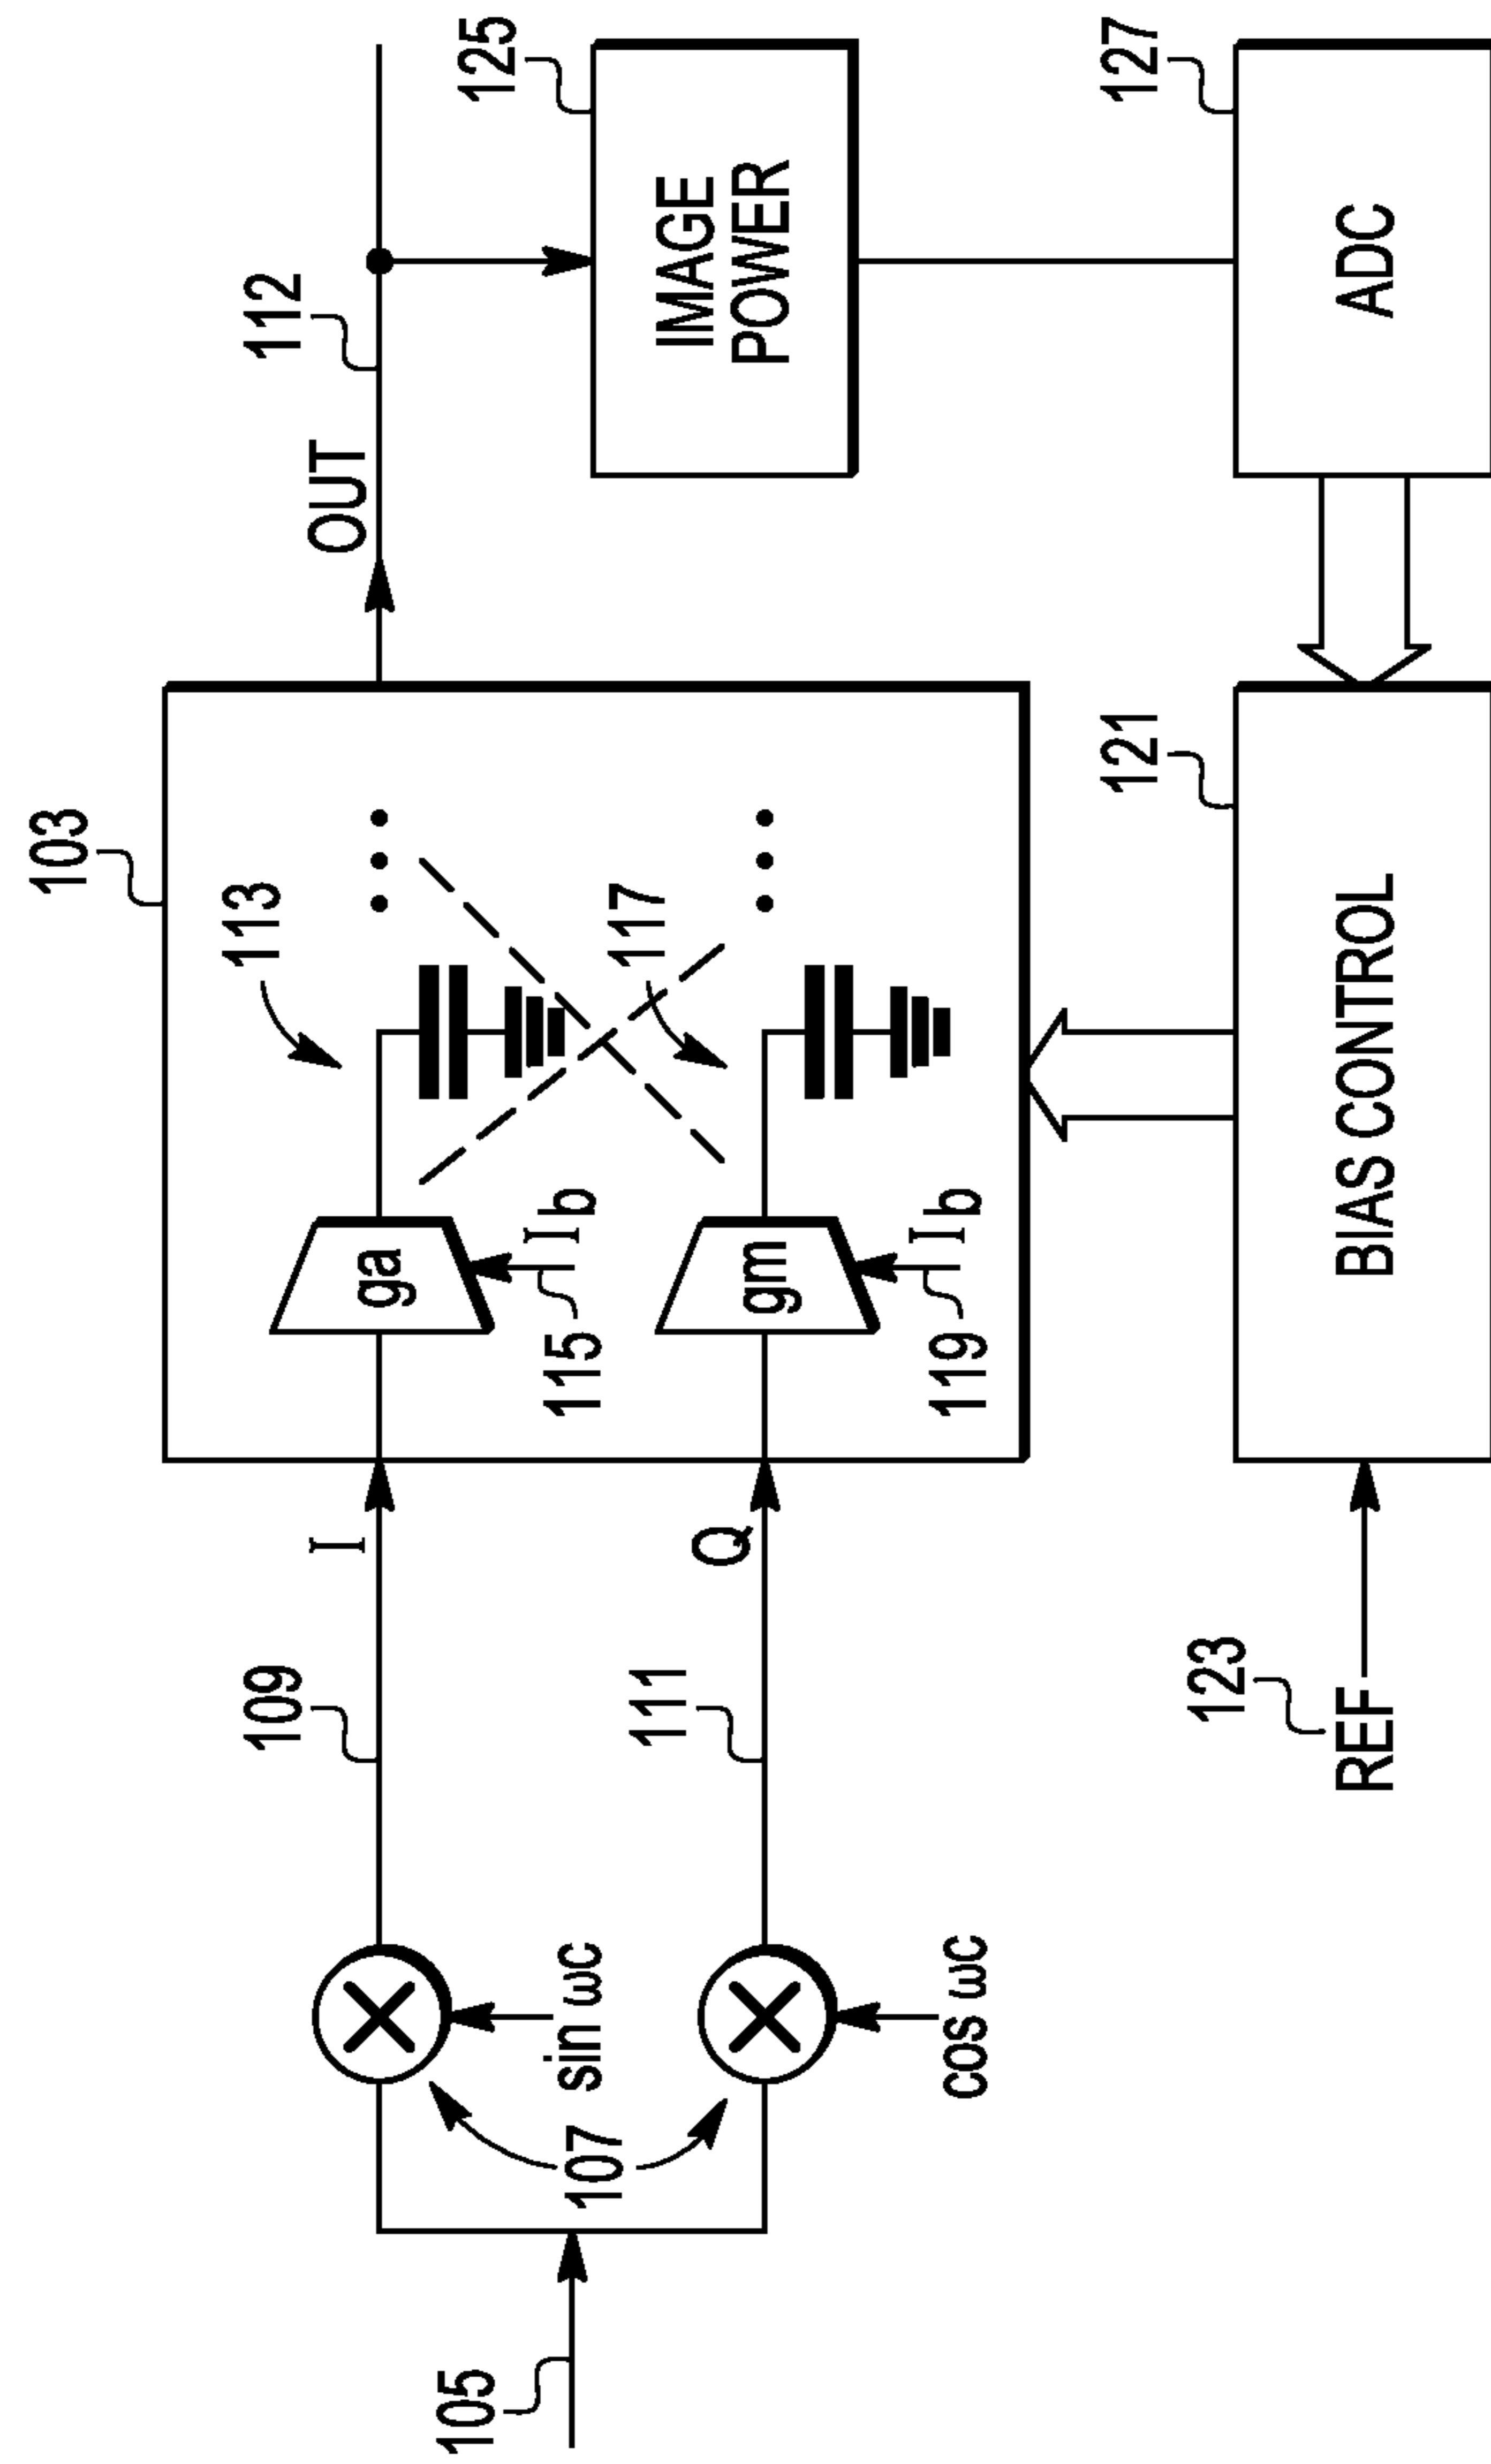 103
112
125
109
I
113
OUT
ga
IMAGE
POWER
105
107
sin ωc
115
Ib
111
Q
117
gm
cos ωc
119
Ib
123
121
127
REF
BIAS CONTROL
ADC